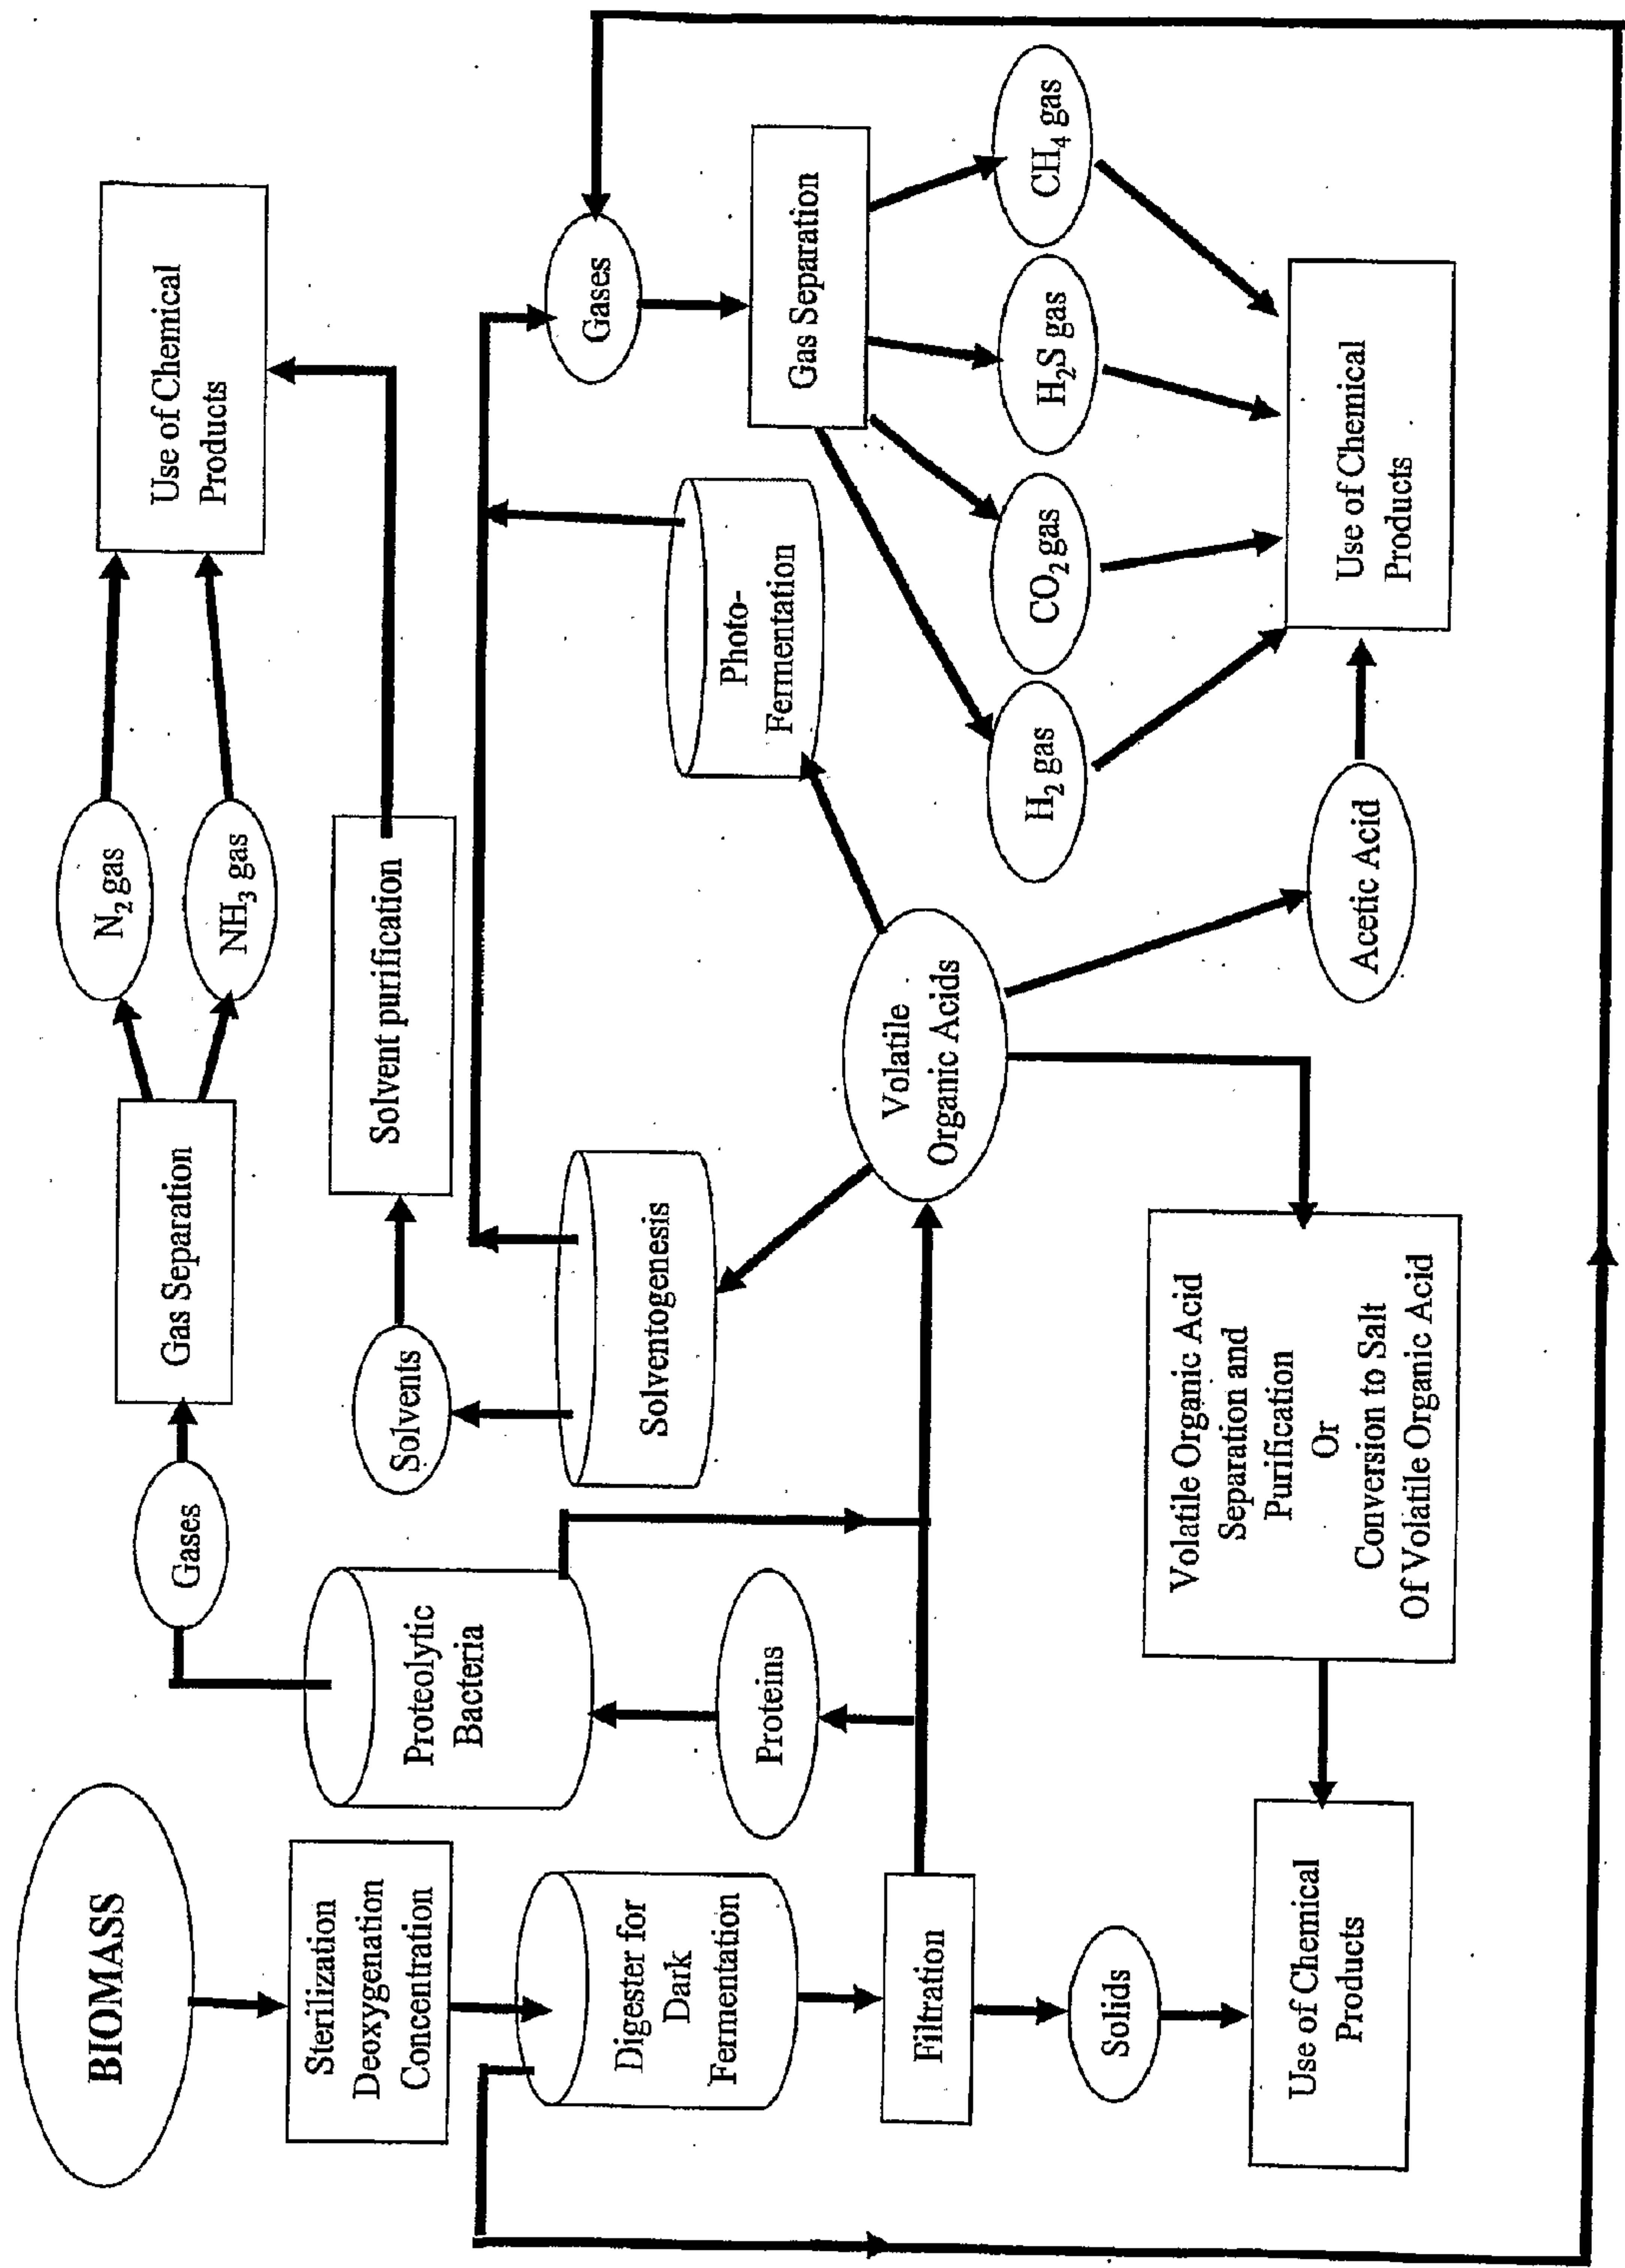 BIOMASS
Sterilization
Deoxygenation
Concentration
Digester for
Dark
Fermentation
Filtration
Solids
Use of Chemical
Products
Gases
Proteolytic
Bacteria
Proteins
Gas Separation
N₂ gas
NH₃ gas
Use of Chemical
Products
Solvents
Solvent purification
Solventogenesis
Volatile
Organic Acids
Volatile Organic Acid
Separation and
Purification
Or
Conversion to Salt
Of Volatile Organic Acid
Photo-
Fermentation
Gases
Gas Separation
H₂ gas
CO₂ gas
H₂S gas
CH₄ gas
Acetic Acid
Use of Chemical
Products